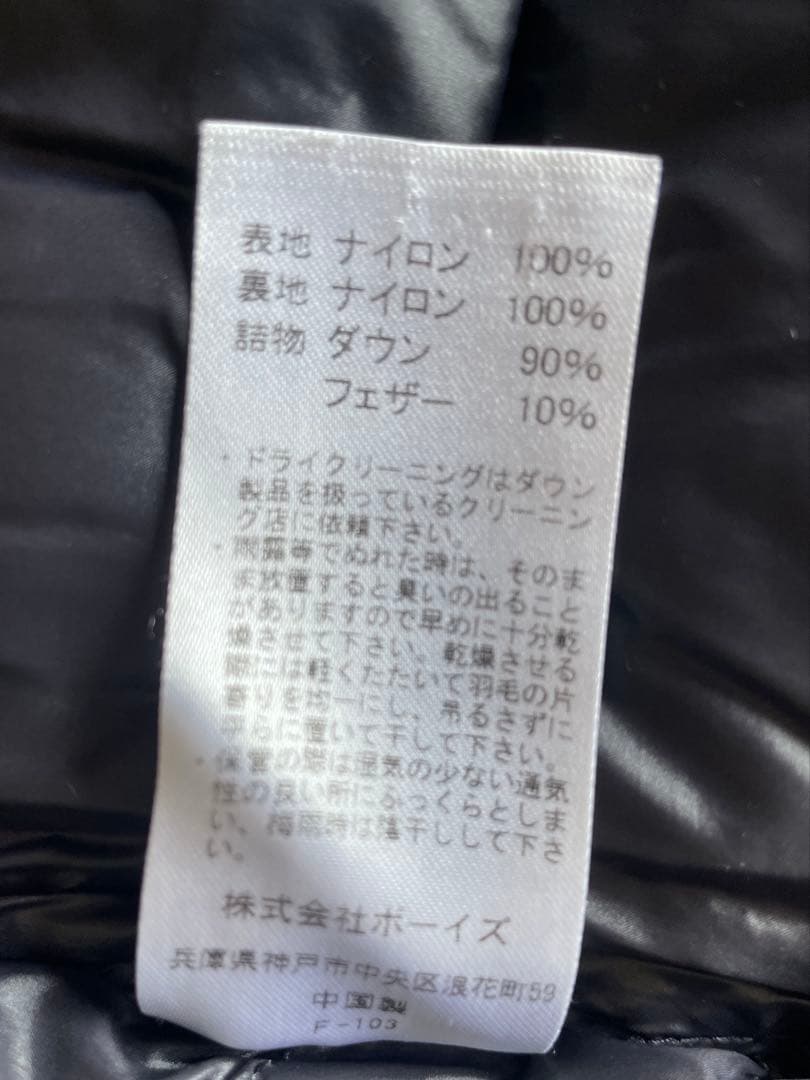 表地 ナイロン 100%
裏地 ナイロン 100%
詰物 ダウン 90%
フェザー 10%
・ドライクリーニングはダウン
製品を扱っているクリーニン
グ店に依頼下さい。
・雨露等でぬれた時は、そのま
ま放置すると臭いの出ること
がありますので早めに十分乾
燥させて下さい。乾燥させる
際には軽くたたいて羽毛の片
寄りを均一にし、吊るさずに
平らに置いて干して下さい。
・保管の際は湿気の少ない通気
性の良い所にふっくらとしま
い、梅雨時は陰干しして下さ
い。
株式会社ボーイズ
兵庫県神戸市中央区浪花町59
中国製
F-103